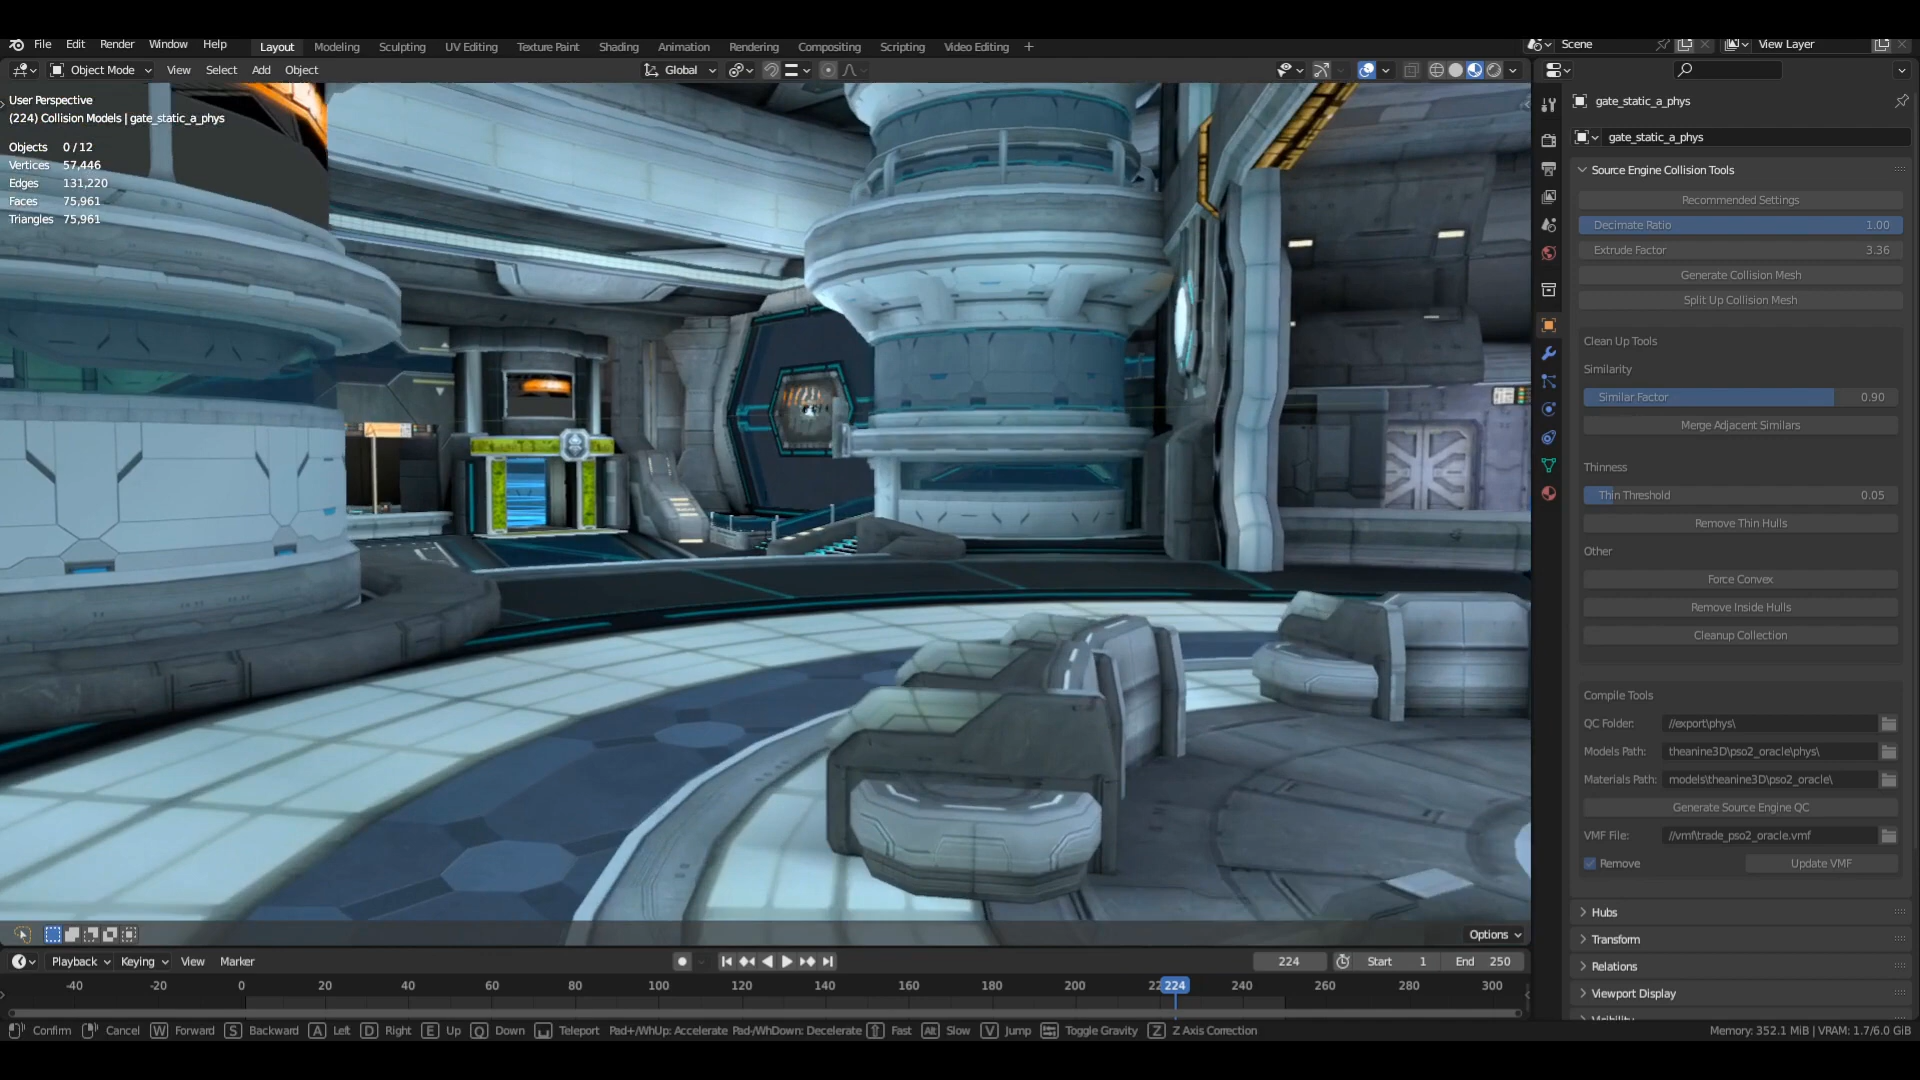 File Edit Render Window Help Layout Modeling Sculpting UV Editing Texture Paint Shading Animation Rendering Compositing Scripting Video Editing + Scene View Layer
Object Mode View Select Add Object Global
User Perspective
(224) Collision Models | gate_static_a_phys
Objects 0 / 12
Vertices 57,446
Edges 131,220
Faces 75,961
Triangles 75,961
gate_static_a_phys
gate_static_a_phys
Source Engine Collision Tools
Recommended Settings
Decimate Ratio 1.00
Extrude Factor 3.36
Generate Collision Mesh
Split Up Collision Mesh
Clean Up Tools
Similarity
Similar Factor 0.90
Merge Adjacent Similars
Thinness
Thin Threshold 0.05
Remove Thin Hulls
Other
Force Convex
Remove Inside Hulls
Cleanup Collection
Compile Tools
QC Folder: //export\phys\
Models Path: theanine3D\pso2_oracle\phys\
Materials Path: models\theanine3D\pso2_oracle\
Generate Source Engine QC
VMF File: //vmf\trade_pso2_oracle.vmf
Remove Update VMF
Hubs
Transform
Relations
Viewport Display
Options
Playback Keying View Marker 224 Start 1 End 250
-40 -20 0 20 40 60 80 100 120 140 160 180 200 224 240 260 280 300
Confirm Cancel W Forward S Backward A Left D Right E Up Q Down Teleport Pad+/WhUp: Accelerate Pad-/WhDown: Decelerate Fast Alt Slow V Jump Toggle Gravity Z Z Axis Correction Memory: 352.1 MiB | VRAM: 1.7/6.0 GiB